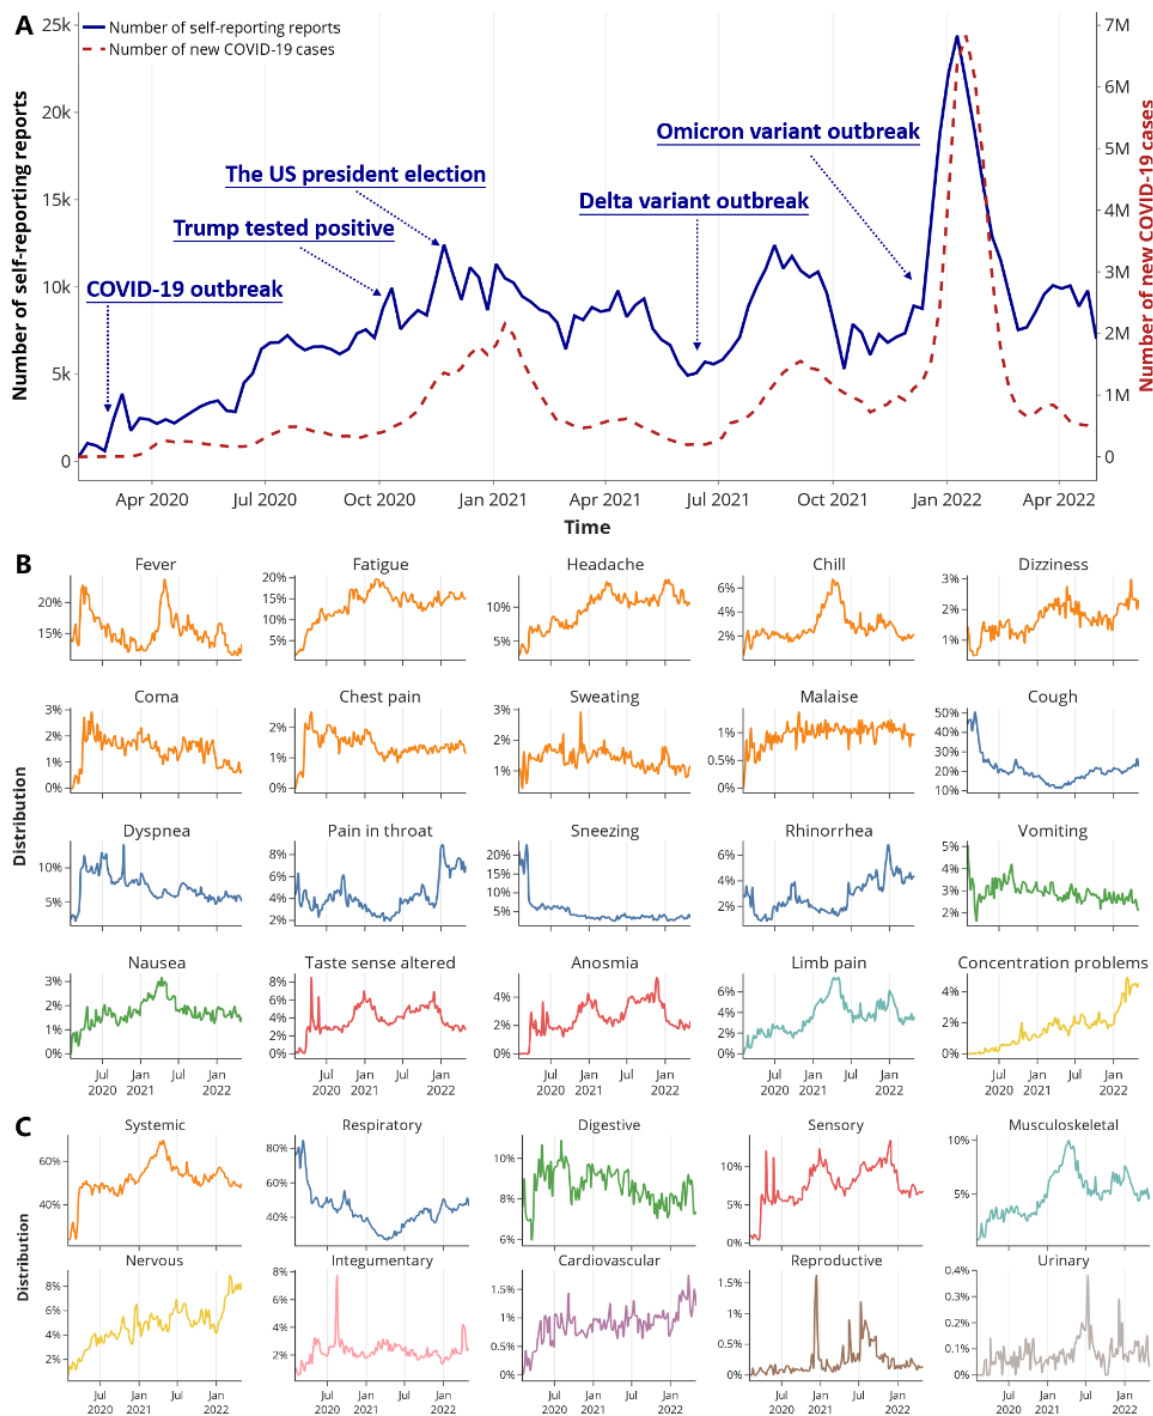 A
25k
20k
15k
10k
5k
0
Number of self-reporting reports
Number of self-reporting reports
Number of new COVID-19 cases
COVID-19 outbreak
Trump tested positive
The US president election
Delta variant outbreak
Omicron variant outbreak
7M
6M
5M
4M
3M
2M
1M
0
Number of new COVID-19 cases
Apr 2020 Jul 2020 Oct 2020 Jan 2021 Apr 2021 Jul 2021 Oct 2021 Jan 2022 Apr 2022
Time
B
Distribution
Fever Fatigue Headache Chill Dizziness
20% 15%
20% 15% 10% 5%
10% 5%
6% 4% 2%
3% 2% 1%
Coma Chest pain Sweating Malaise Cough
3% 2% 1% 0%
2% 1% 0%
3% 2% 1%
1% 0.5% 0%
50% 40% 30% 20% 10%
Dyspnea Pain in throat Sneezing Rhinorrhea Vomiting
10% 5%
8% 6% 4% 2%
20% 15% 10% 5%
6% 4% 2%
5% 4% 3% 2%
Nausea Taste sense altered Anosmia Limb pain Concentration problems
3% 2% 1% 0%
8% 6% 4% 2% 0%
4% 2% 0%
6% 4% 2% 0%
4% 2% 0%
Jul Jan Jul Jan Jul Jan Jul Jan Jul Jan Jul Jan Jul Jan Jul Jan Jul Jan Jul Jan
2020 2021 2022 2020 2021 2022 2020 2021 2022 2020 2021 2022 2020 2021 2022
C
Distribution
Systemic Respiratory Digestive Sensory Musculoskeletal
60% 40%
80% 60% 40%
10% 8% 6%
10% 5% 0%
10% 5%
Nervous Integumentary Cardiovascular Reproductive Urinary
8% 6% 4% 2%
8% 6% 4% 2%
1.5% 1% 0.5% 0%
1.5% 1% 0.5% 0%
0.4% 0.3% 0.2% 0.1% 0%
Jul Jan Jul Jan Jul Jan Jul Jan Jul Jan Jul Jan Jul Jan Jul Jan Jul Jan Jul Jan
2020 2021 2022 2020 2021 2022 2020 2021 2022 2020 2021 2022 2020 2021 2022